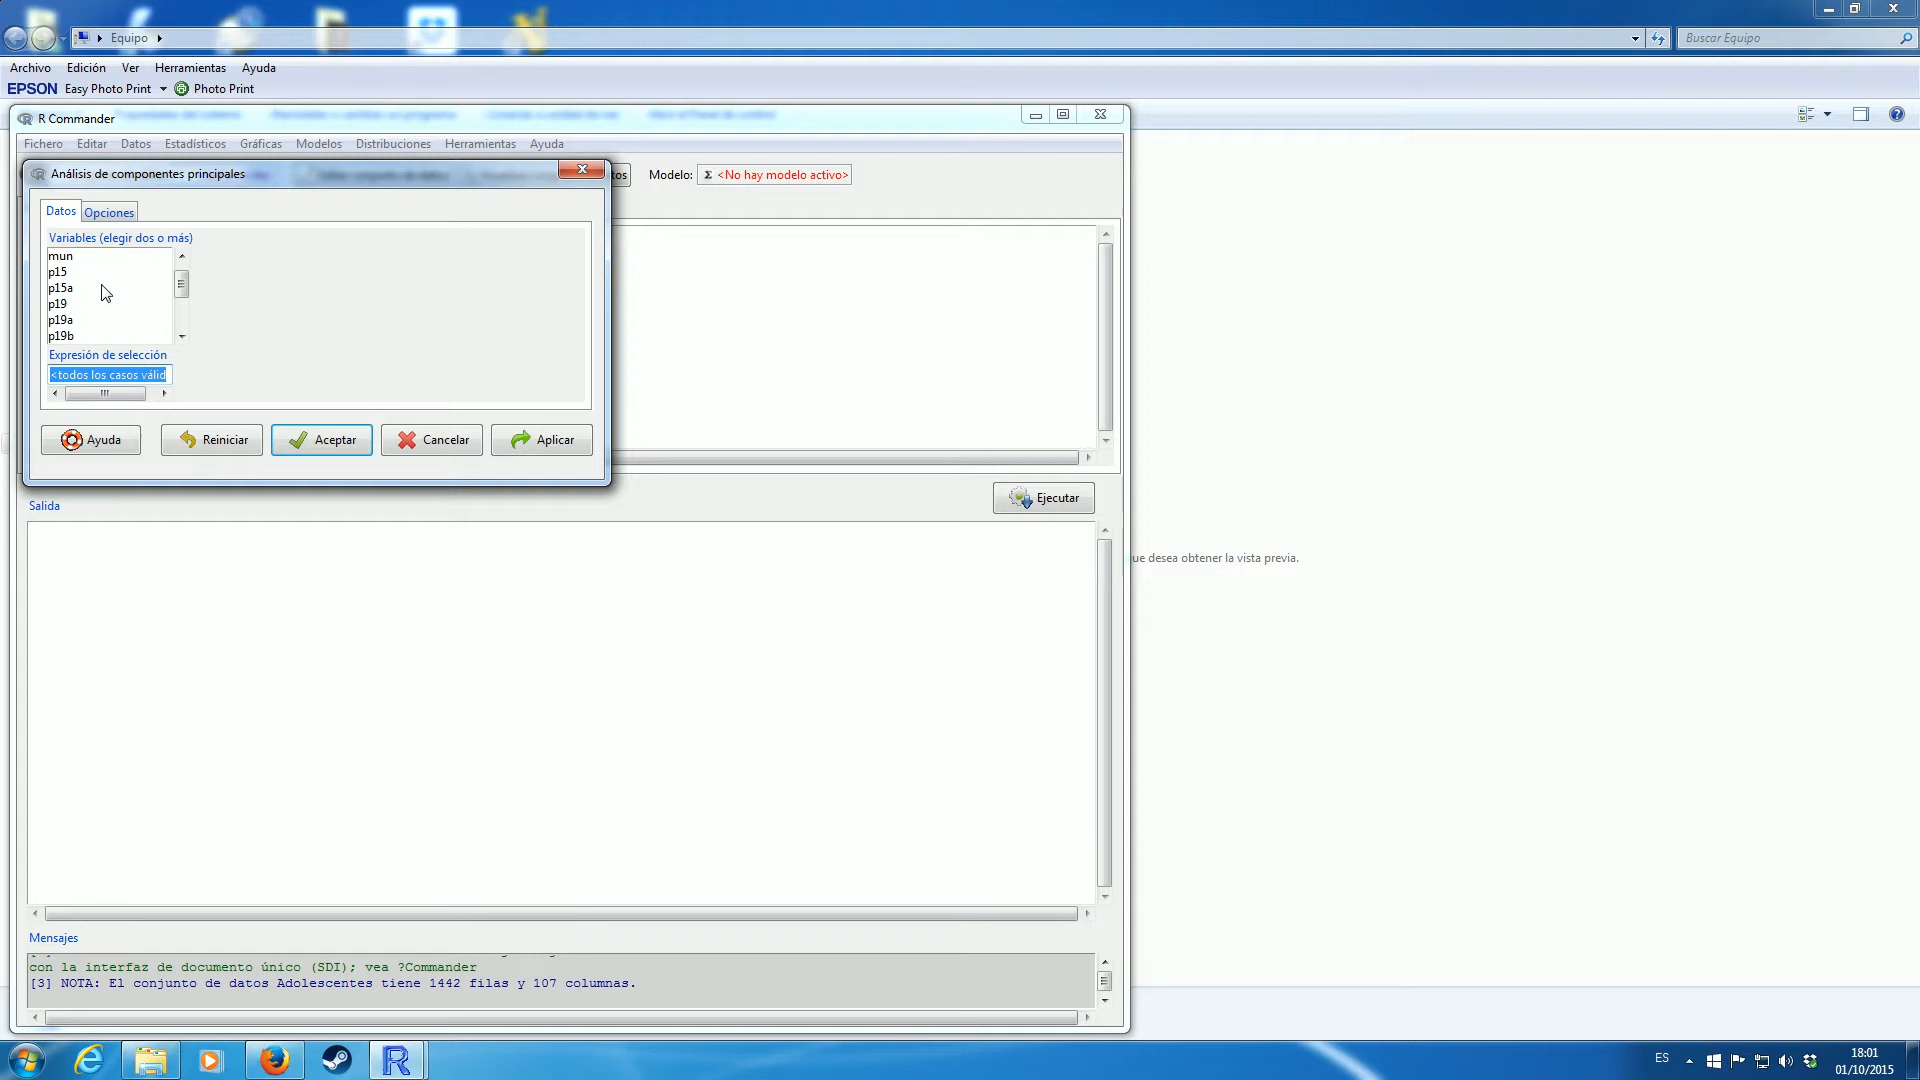 Equipo
Buscar Equipo
Archivo Edición Ver Herramientas Ayuda
EPSON Easy Photo Print Photo Print
R Commander
Fichero Editar Datos Estadísticos Gráficas Modelos Distribuciones Herramientas Ayuda
Análisis de componentes principales
tos Modelo: Σ <No hay modelo activo>
Datos Opciones
Variables (elegir dos o más)
mun
p15
p15a
p19
p19a
p19b
Expresión de selección
<todos los casos válid
Ayuda Reiniciar Aceptar Cancelar Aplicar
Ejecutar
Salida
ue desea obtener la vista previa.
Mensajes
con la interfaz de documento único (SDI); vea ?Commander
[3] NOTA: El conjunto de datos Adolescentes tiene 1442 filas y 107 columnas.
ES
18:01
01/10/2015